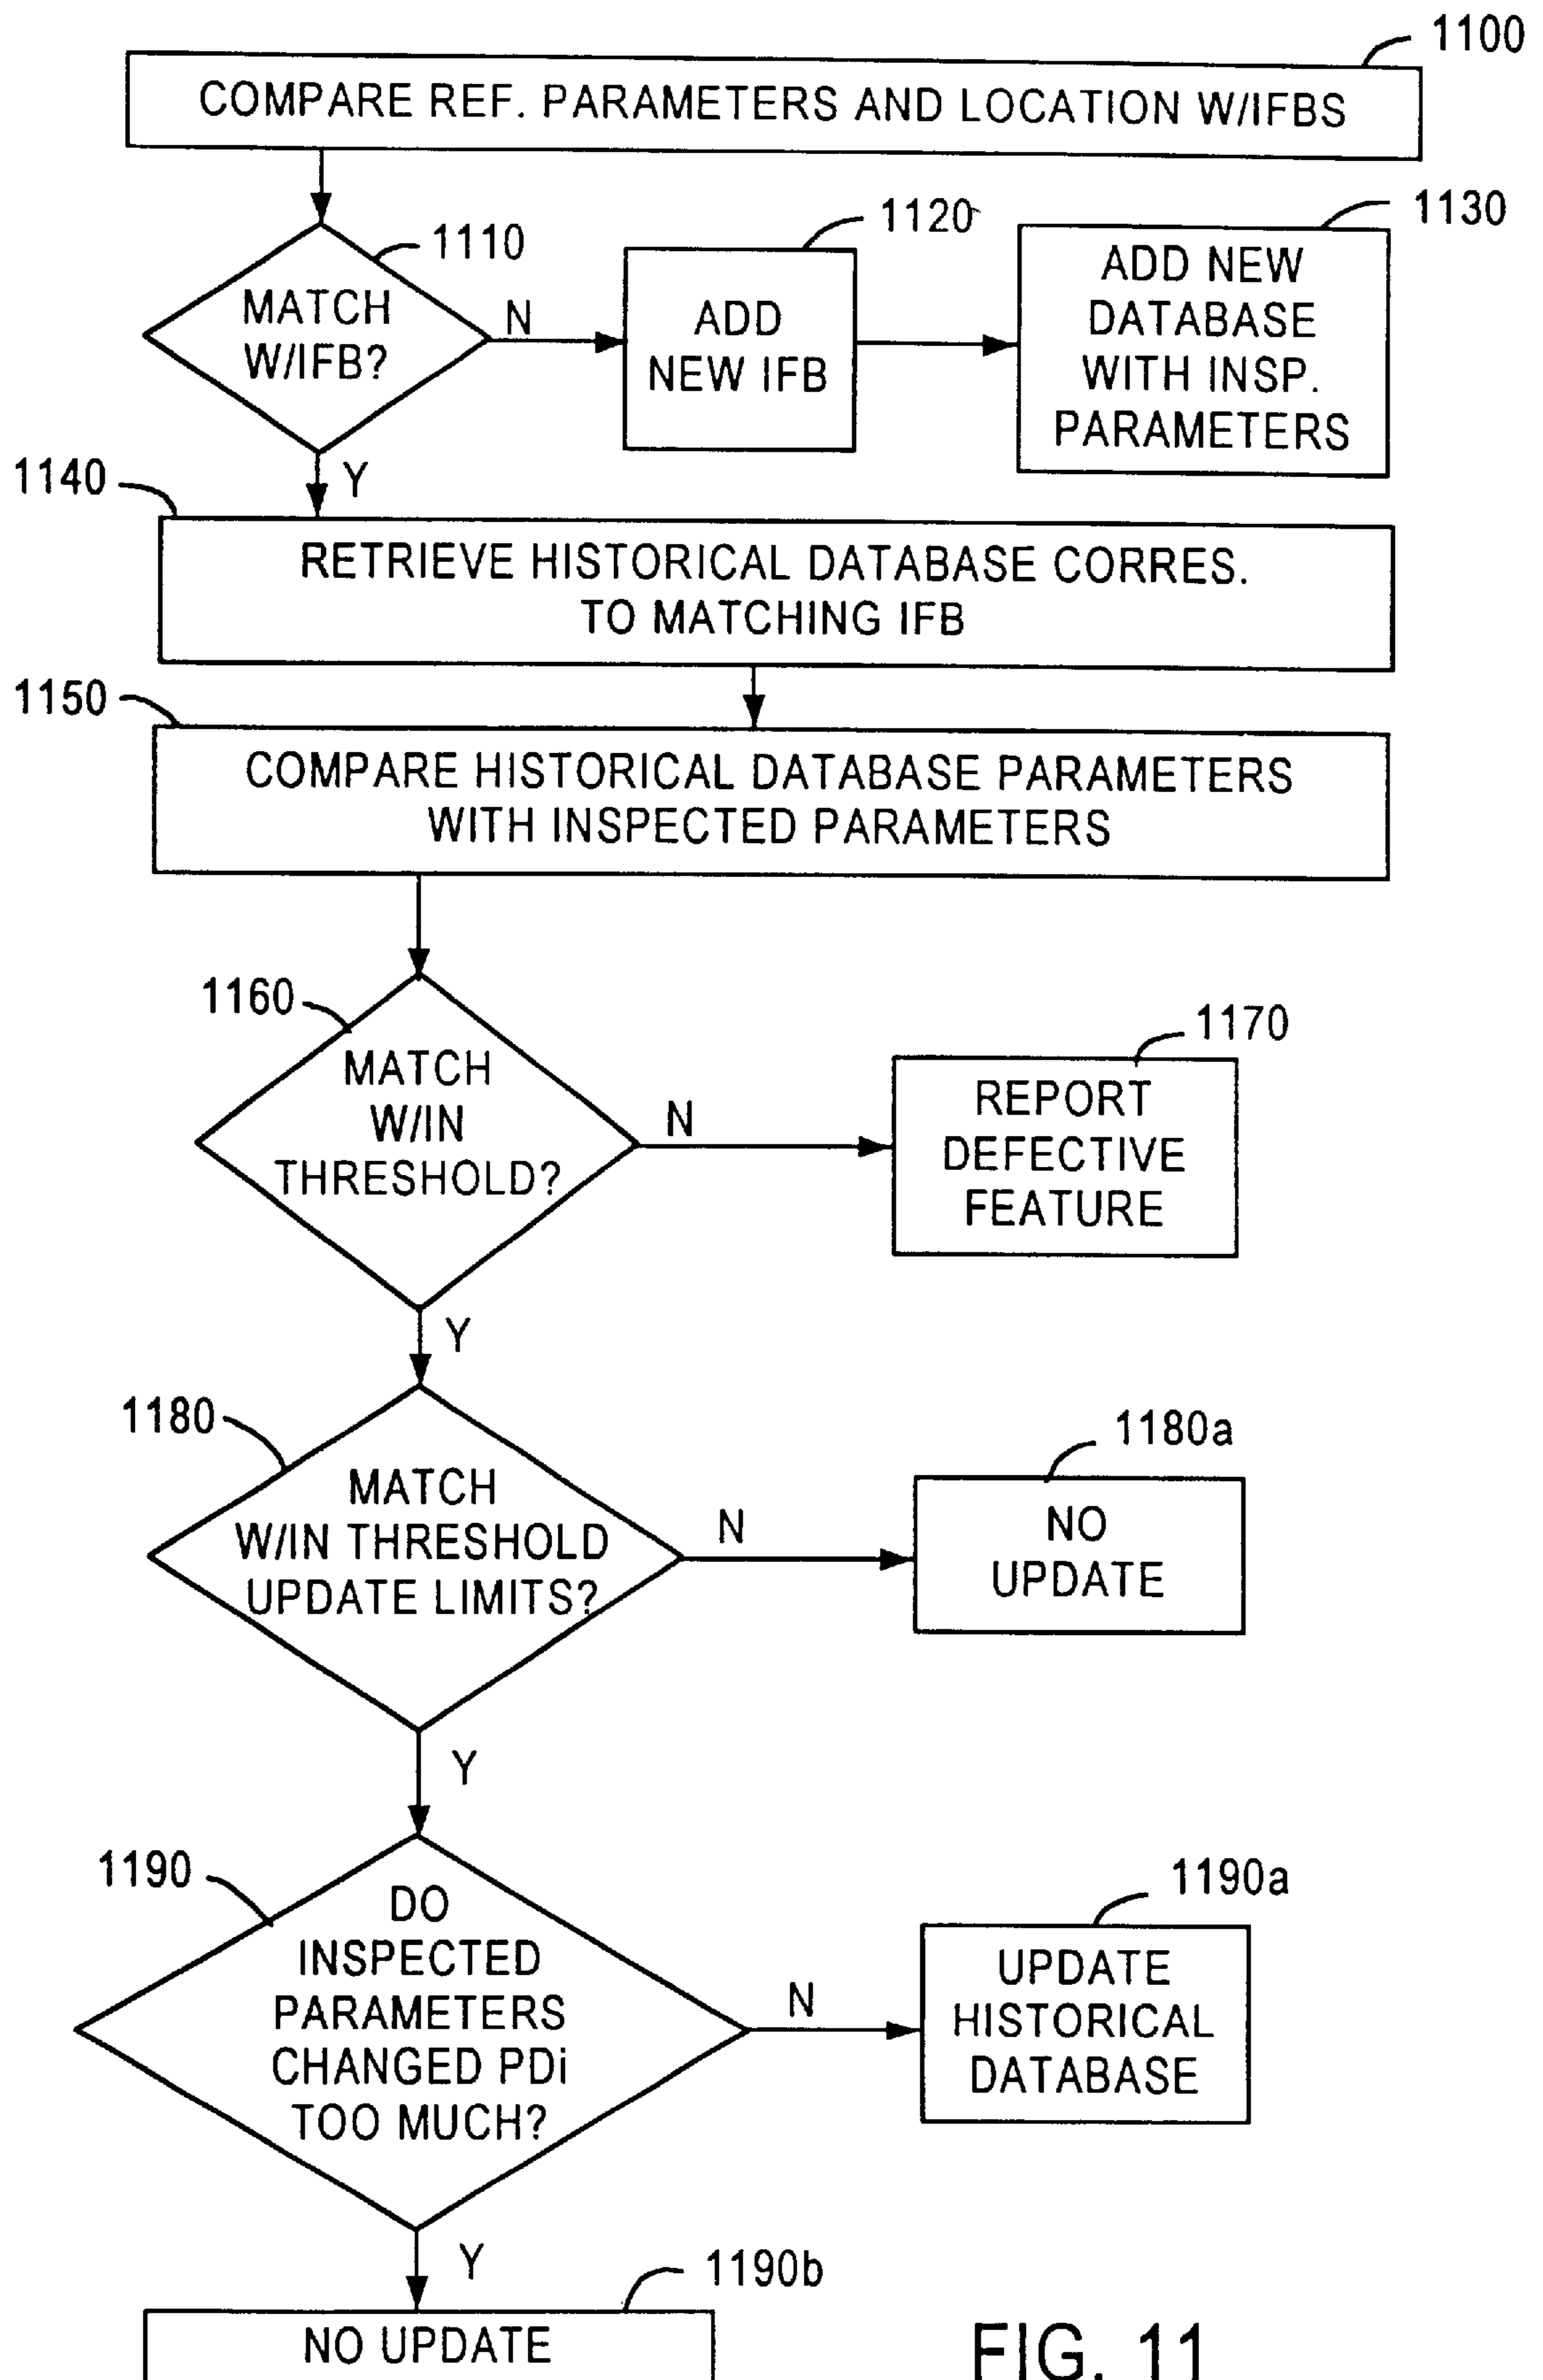 1100
COMPARE REF. PARAMETERS AND LOCATION W/IFBS
1110
MATCH
W/IFB?
N
1120
ADD
NEW IFB
1130
ADD NEW
DATABASE
WITH INSP.
PARAMETERS
Y
1140
RETRIEVE HISTORICAL DATABASE CORRES.
TO MATCHING IFB
1150
COMPARE HISTORICAL DATABASE PARAMETERS
WITH INSPECTED PARAMETERS
1160
MATCH
W/IN
THRESHOLD?
N
1170
REPORT
DEFECTIVE
FEATURE
Y
1180
MATCH
W/IN THRESHOLD
UPDATE LIMITS?
N
1180a
NO
UPDATE
Y
1190
DO
INSPECTED
PARAMETERS
CHANGED PDi
TOO MUCH?
N
1190a
UPDATE
HISTORICAL
DATABASE
Y
1190b
NO UPDATE
FIG. 11